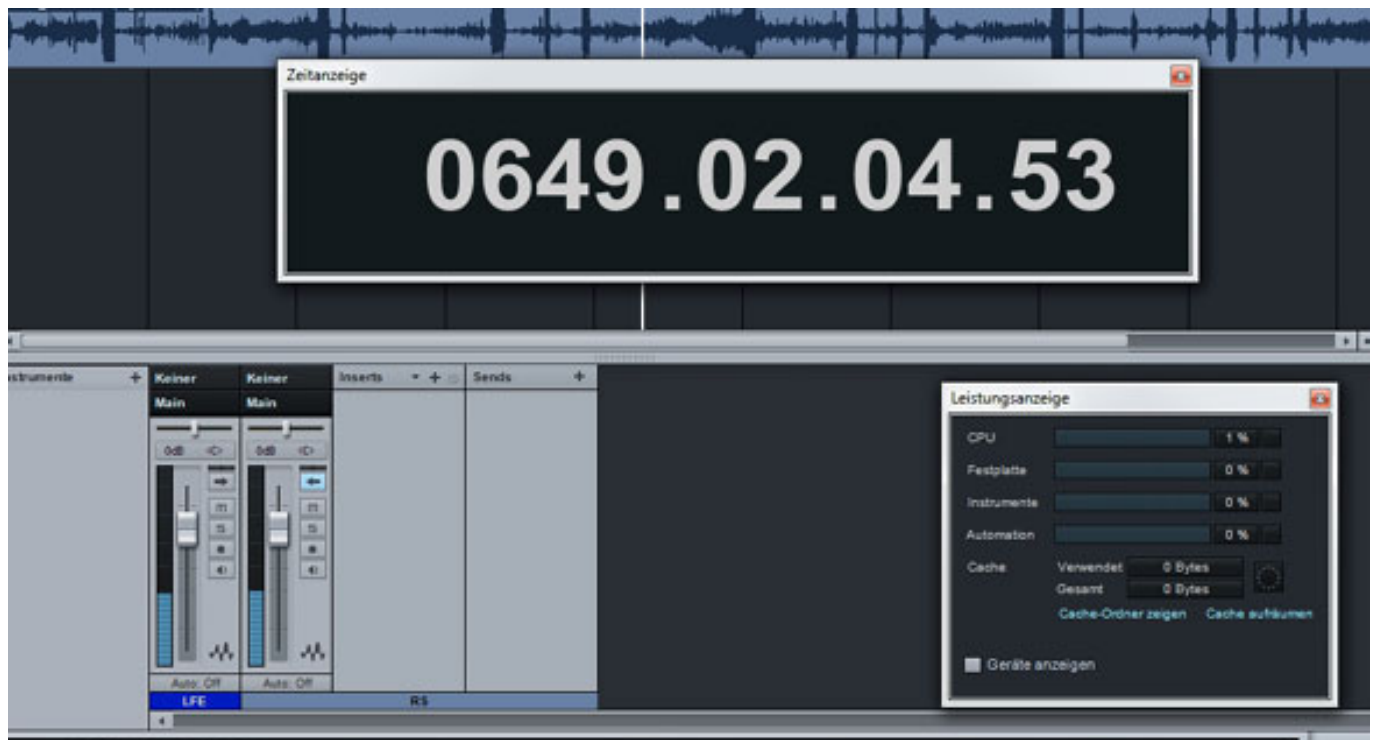 Zeitanzeige
0649.02.04.53
Keiner Keiner Inserts Sends
Main Main
0dB <C> 0dB <C>
Auto: Off Auto: Off
LFE RS
Leistungsanzeige
CPU 1 %
Festplatte 0 %
Instrumente 0 %
Automation 0 %
Cache Verwendet 0 Bytes
Gesamt 0 Bytes
Cache-Ordner zeigen Cache aufräumen
Geräte anzeigen